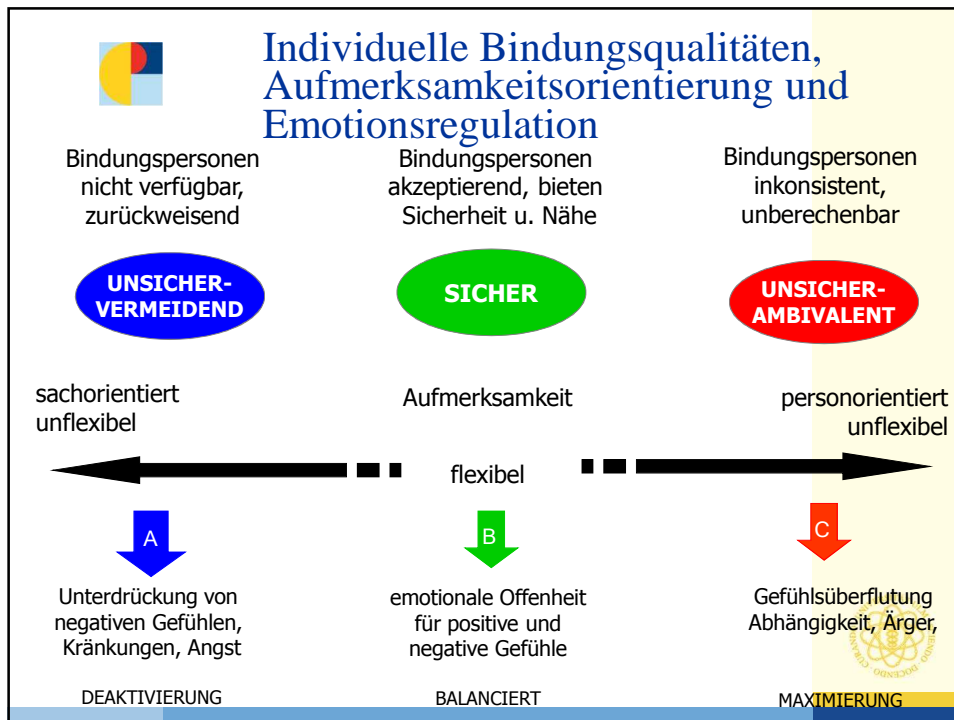 Individuelle Bindungsqualitäten,
Aufmerksamkeitsorientierung und
Emotionsregulation
Bindungspersonen
nicht verfügbar,
zurückweisend
Bindungspersonen
akzeptierend, bieten
Sicherheit u. Nähe
Bindungspersonen
inkonsistent,
unberechenbar
UNSICHER-
VERMEIDEND
SICHER
UNSICHER-
AMBIVALENT
sachorientiert
unflexibel
Aufmerksamkeit
personorientiert
unflexibel
flexibel
A
B
C
Unterdrückung von
negativen Gefühlen,
Kränkungen, Angst
emotionale Offenheit
für positive und
negative Gefühle
Gefühlsüberflutung
Abhängigkeit, Ärger,
DOCENDO
DEAKTIVIERUNG
BALANCIERT
MAXIMIERUNG